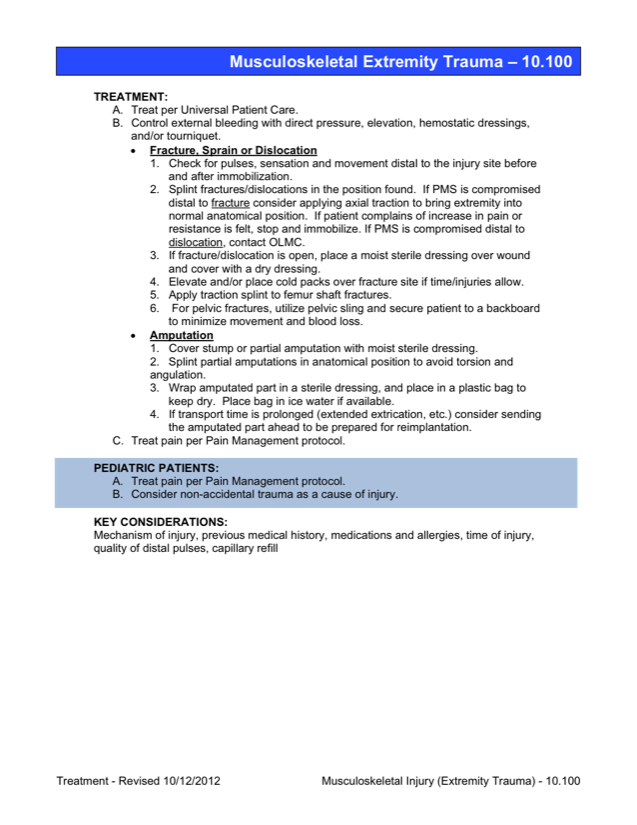 Musculoskeletal Extremity Trauma – 10.100
TREATMENT:
A. Treat per Universal Patient Care.
B. Control external bleeding with direct pressure, elevation, hemostatic dressings,
and/or tourniquet.
• Fracture, Sprain or Dislocation
1. Check for pulses, sensation and movement distal to the injury site before
and after immobilization.
2. Splint fractures/dislocations in the position found. If PMS is compromised
distal to fracture consider applying axial traction to bring extremity into
normal anatomical position. If patient complains of increase in pain or
resistance is felt, stop and immobilize. If PMS is compromised distal to
dislocation, contact OLMC.
3. If fracture/dislocation is open, place a moist sterile dressing over wound
and cover with a dry dressing.
4. Elevate and/or place cold packs over fracture site if time/injuries allow.
5. Apply traction splint to femur shaft fractures.
6. For pelvic fractures, utilize pelvic sling and secure patient to a backboard
to minimize movement and blood loss.
• Amputation
1. Cover stump or partial amputation with moist sterile dressing.
2. Splint partial amputations in anatomical position to avoid torsion and
angulation.
3. Wrap amputated part in a sterile dressing, and place in a plastic bag to
keep dry. Place bag in ice water if available.
4. If transport time is prolonged (extended extrication, etc.) consider sending
the amputated part ahead to be prepared for reimplantation.
C. Treat pain per Pain Management protocol.
PEDIATRIC PATIENTS:
A. Treat pain per Pain Management protocol.
B. Consider non-accidental trauma as a cause of injury.
KEY CONSIDERATIONS:
Mechanism of injury, previous medical history, medications and allergies, time of injury,
quality of distal pulses, capillary refill
Treatment - Revised 10/12/2012 Musculoskeletal Injury (Extremity Trauma) - 10.100